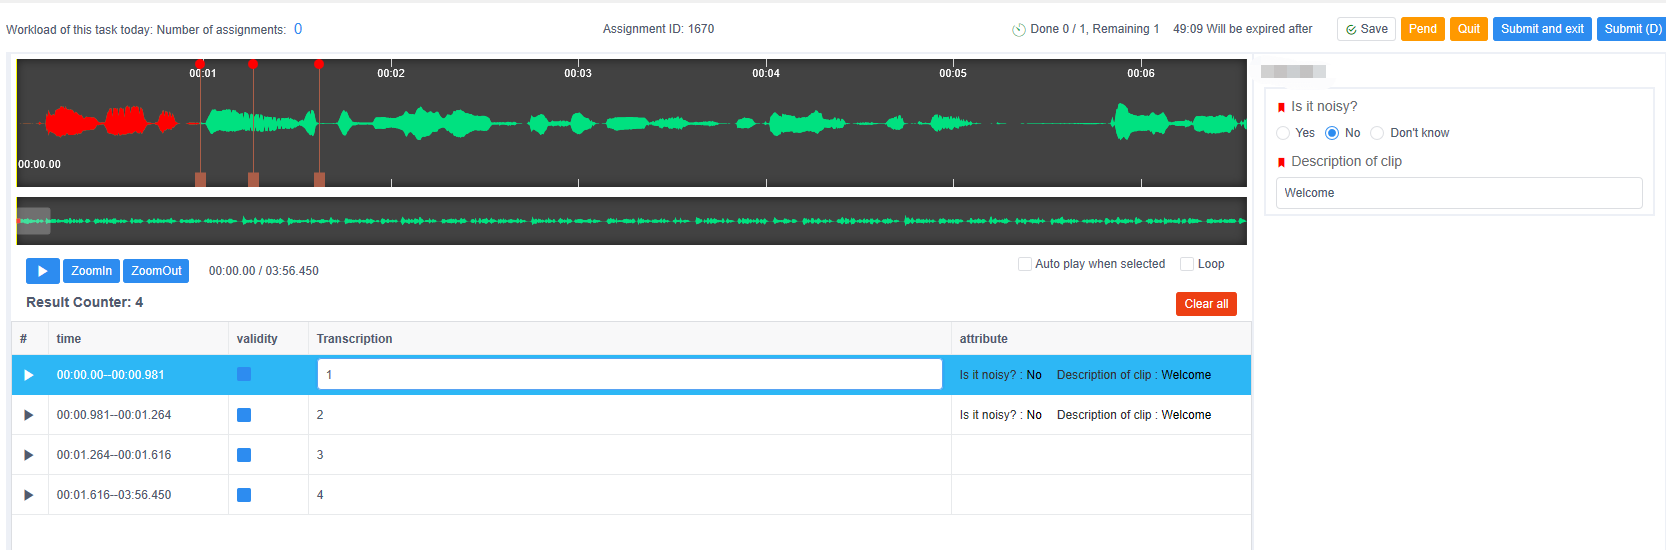 Workload of this task today: Number of assignments: 0 Assignment ID: 1670 Done 0 / 1, Remaining 1 49:09 Will be expired after Save Pend Quit Submit and exit Submit (D)
00:01 00:02 00:03 00:04 00:05 00:06
00:00.00
Is it noisy?
Yes No Don't know
Description of clip
Welcome
ZoomIn ZoomOut 00:00.00 / 03:56.450 Auto play when selected Loop
Result Counter: 4 Clear all
# time validity Transcription attribute
00:00.00--00:00.981 1 Is it noisy? : No Description of clip : Welcome
00:00.981--00:01.264 2 Is it noisy? : No Description of clip : Welcome
00:01.264--00:01.616 3
00:01.616--03:56.450 4